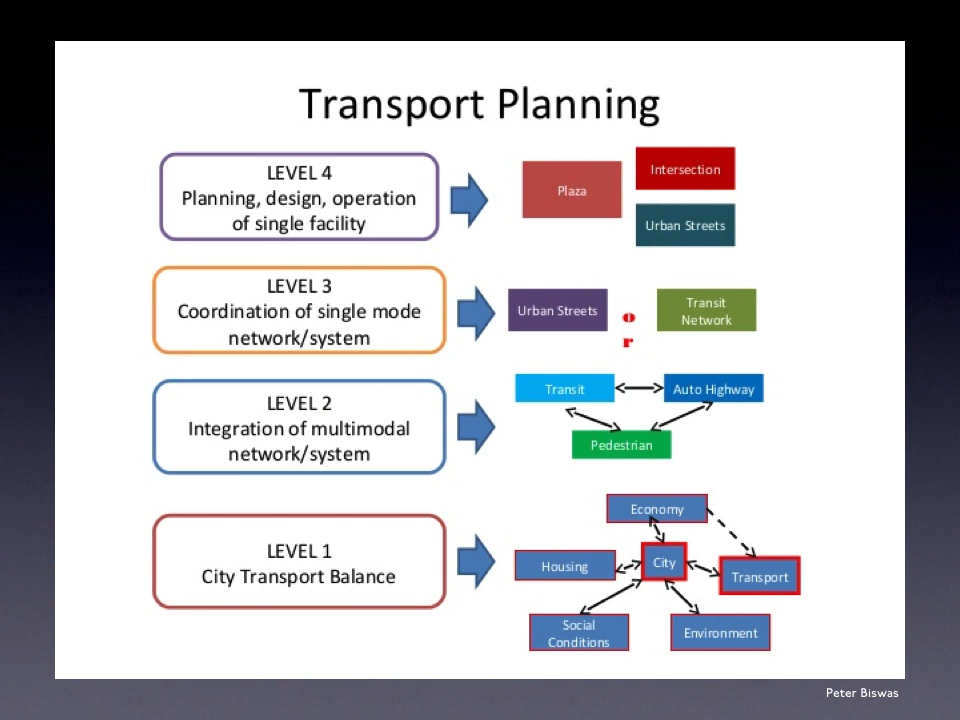 Transport Planning
LEVEL 4
Planning, design, operation
of single facility
Plaza
Intersection
Urban Streets
LEVEL 3
Coordination of single mode
network/system
Urban Streets
o
r
Transit
Network
LEVEL 2
Integration of multimodal
network/system
Transit
Auto Highway
Pedestrian
LEVEL 1
City Transport Balance
Economy
Housing
City
Transport
Social
Conditions
Environment
Peter Biswas